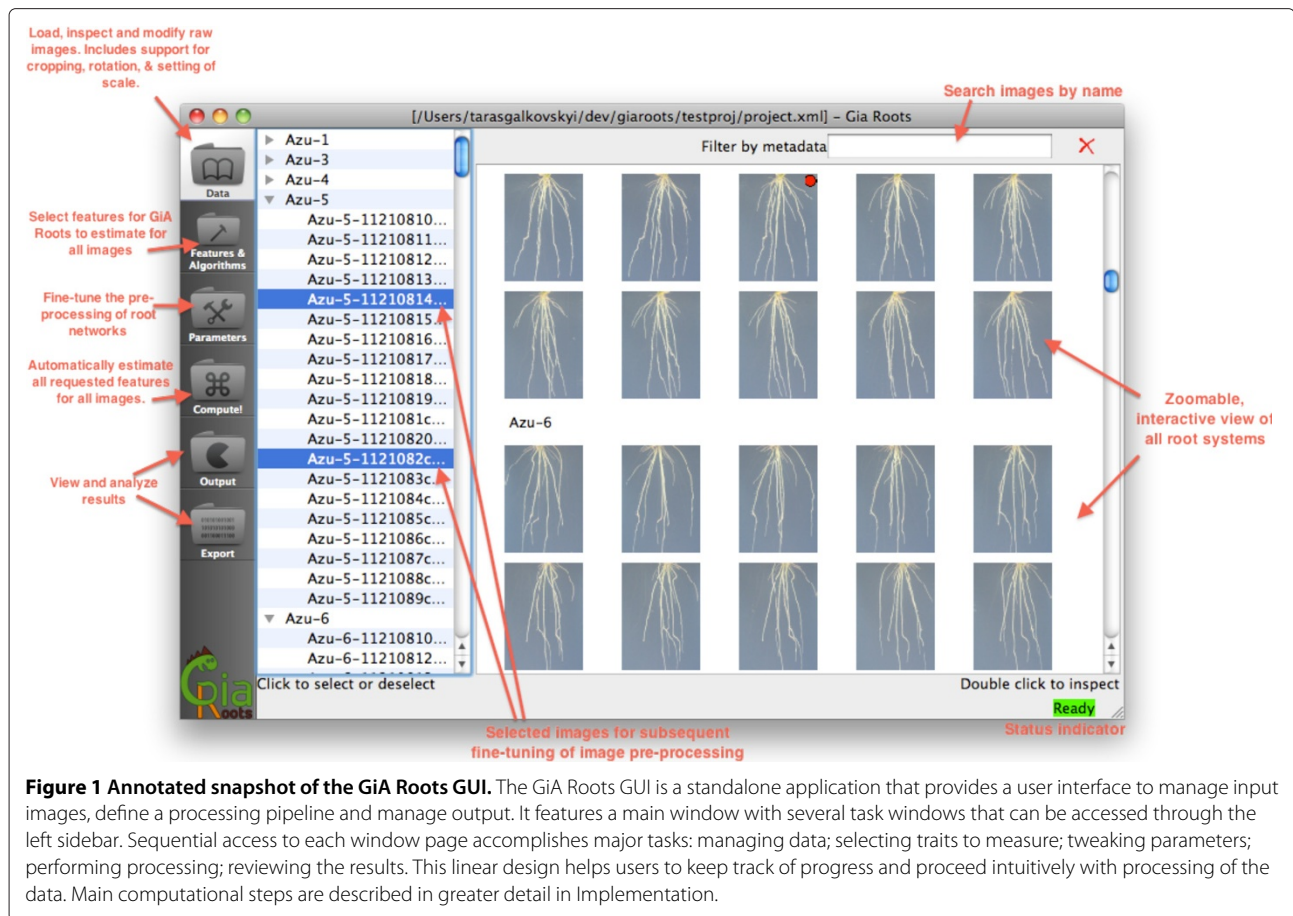 Load, inspect and modify raw
images. Includes support for
cropping, rotation, & setting of
scale.
Search images by name
[/Users/tarasgalkovskyi/dev/giaroots/testproj/project.xml] – Gia Roots
Filter by metadata
Data
Select features for GiA
Roots to estimate for
all images
Features &
Algorithms
Fine-tune the pre-
processing of root
networks
Parameters
Automatically estimate
all requested features
for all images.
Compute!
Output
View and analyze
results
Export
Azu-1
Azu-3
Azu-4
Azu-5
Azu-5-11210810...
Azu-5-11210811...
Azu-5-11210812...
Azu-5-11210813...
Azu-5-11210814...
Azu-5-11210815...
Azu-5-11210816...
Azu-5-11210817...
Azu-5-11210818...
Azu-5-11210819...
Azu-5-1121081c...
Azu-5-11210820...
Azu-5-1121082c...
Azu-5-1121083c...
Azu-5-1121084c...
Azu-5-1121085c...
Azu-5-1121086c...
Azu-5-1121087c...
Azu-5-1121088c...
Azu-5-1121089c...
Azu-6
Azu-6-11210810...
Azu-6-11210812...
Azu-6
Zoomable,
interactive view of
all root systems
Gia
Roots
Click to select or deselect
Double click to inspect
Ready
Selected images for subsequent
fine-tuning of image pre-processing
Status indicator
Figure 1 Annotated snapshot of the GiA Roots GUI. The GiA Roots GUI is a standalone application that provides a user interface to manage input
images, define a processing pipeline and manage output. It features a main window with several task windows that can be accessed through the
left sidebar. Sequential access to each window page accomplishes major tasks: managing data; selecting traits to measure; tweaking parameters;
performing processing; reviewing the results. This linear design helps users to keep track of progress and proceed intuitively with processing of the
data. Main computational steps are described in greater detail in Implementation.